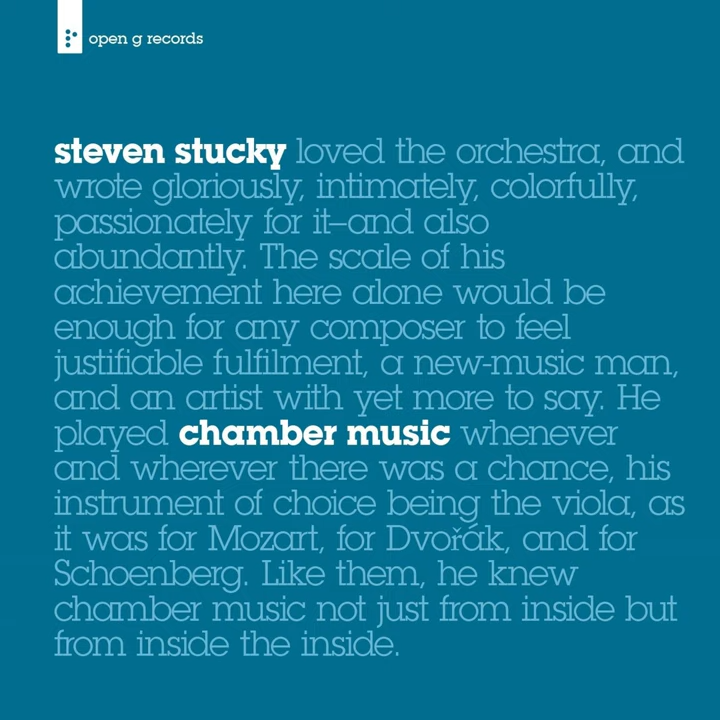 open g records
steven stucky loved the orchestra, and
wrote gloriously, intimately, colorfully,
passionately for it–and also
abundantly. The scale of his
achievement here alone would be
enough for any composer to feel
justifiable fulfilment, a new-music man,
and an artist with yet more to say. He
played chamber music whenever
and wherever there was a chance, his
instrument of choice being the viola, as
it was for Mozart, for Dvořák, and for
Schoenberg. Like them, he knew
chamber music not just from inside but
from inside the inside.